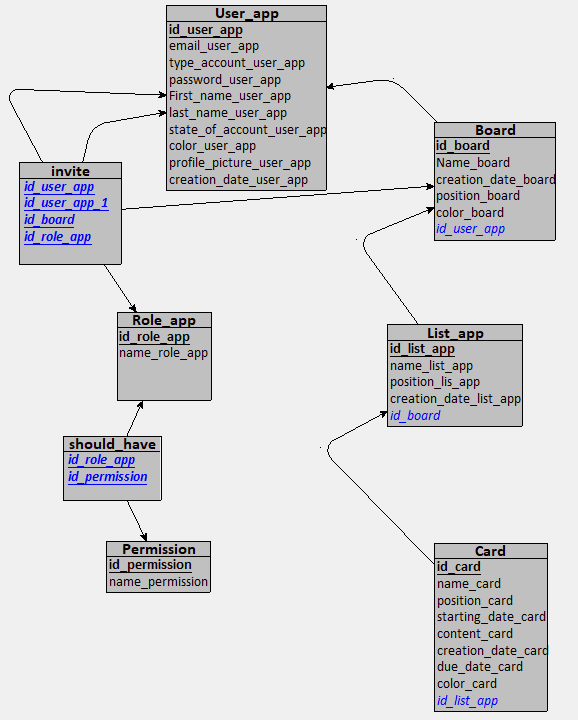 User_app
id_user_app
email_user_app
type_account_user_app
password_user_app
First_name_user_app
last_name_user_app
state_of_account_user_app
color_user_app
profile_picture_user_app
creation_date_user_app
Board
id_board
Name_board
creation_date_board
position_board
color_board
id_user_app
invite
id_user_app
id_user_app_1
id_board
id_role_app
Role_app
id_role_app
name_role_app
List_app
id_list_app
name_list_app
position_lis_app
creation_date_list_app
id_board
should_have
id_role_app
id_permission
Permission
id_permission
name_permission
Card
id_card
name_card
position_card
starting_date_card
content_card
creation_date_card
due_date_card
color_card
id_list_app